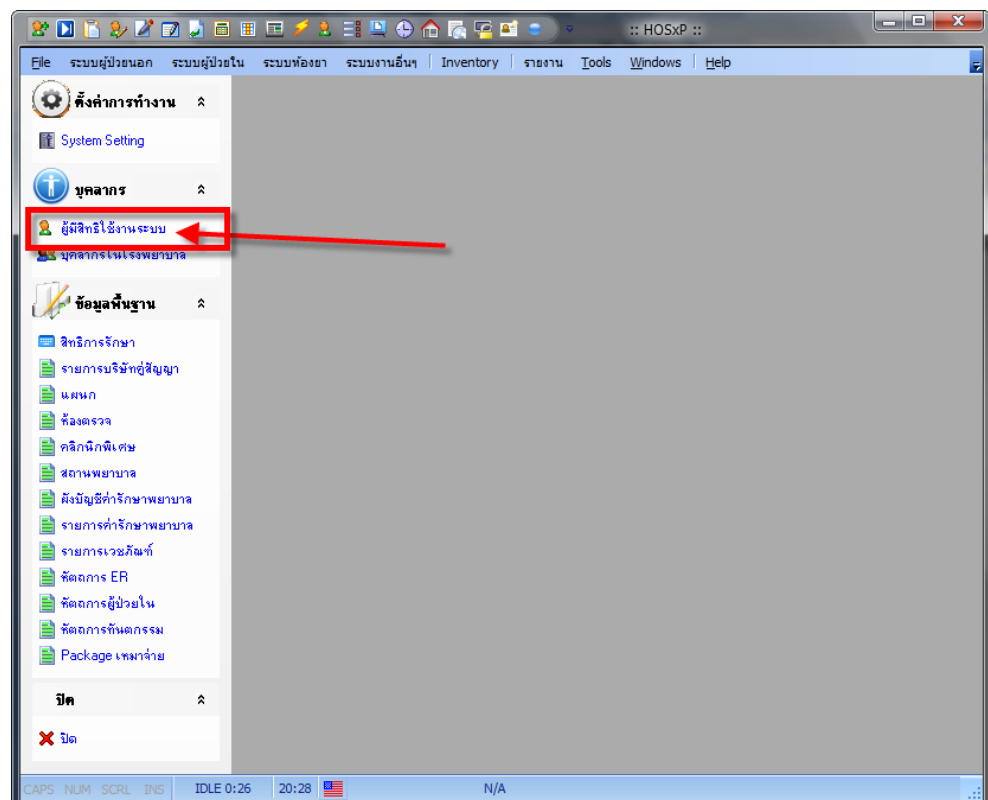 :: HOSxP ::
File ระบบผู้ป่วยนอก ระบบผู้ป่วยใน ระบบห้องยา ระบบงานอื่นๆ Inventory รายงาน Tools Windows Help
ตั้งค่าการทำงาน
System Setting
บุคลากร
ผู้มีสิทธิใช้งานระบบ
บุคลากรในโรงพยาบาล
ข้อมูลพื้นฐาน
สิทธิการรักษา
รายการบริษัทคู่สัญญา
แผนก
ห้องตรวจ
คลิกนิกพิเศษ
สถานพยาบาล
ผังบัญชีค่ารักษาพยาบาล
รายการค่ารักษาพยาบาล
รายการเวชภัณฑ์
หัตถการ ER
หัตถการผู้ป่วยใน
หัตถการทันตกรรม
Package เหมาจ่าย
ปิด
ปิด
CAPS NUM SCRL INS IDLE 0:26 20:28 N/A